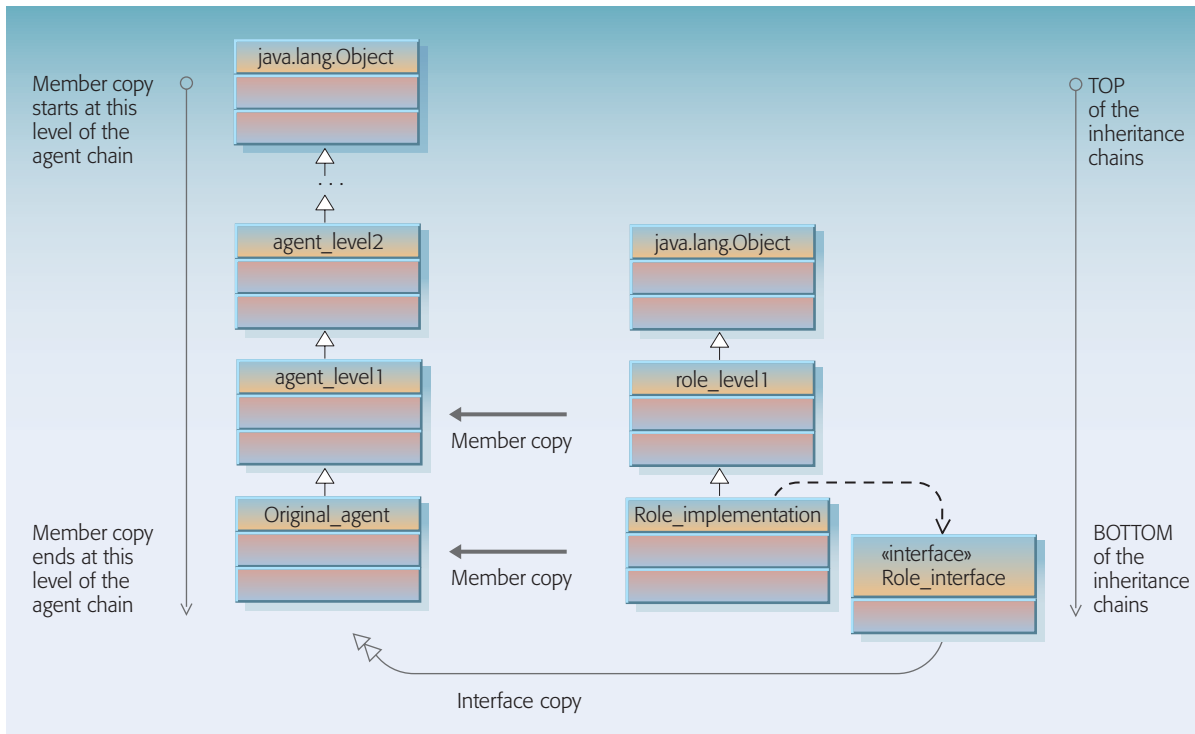 Member copy
starts at this
level of the
agent chain
java.lang.Object
TOP
of the
inheritance
chains
. . .
agent_level2
java.lang.Object
agent_level1
role_level1
Member copy
Original_agent
Role_implementation
Member copy
Member copy
ends at this
level of the
agent chain
«interface»
Role_interface
BOTTOM
of the
inheritance
chains
Interface copy